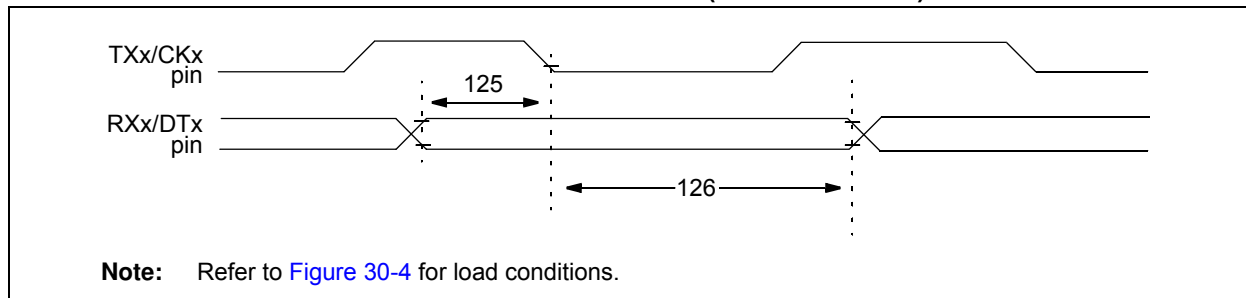 TXx/CKx
pin
125
RXx/DTx
pin
126
Note: Refer to Figure 30-4 for load conditions.